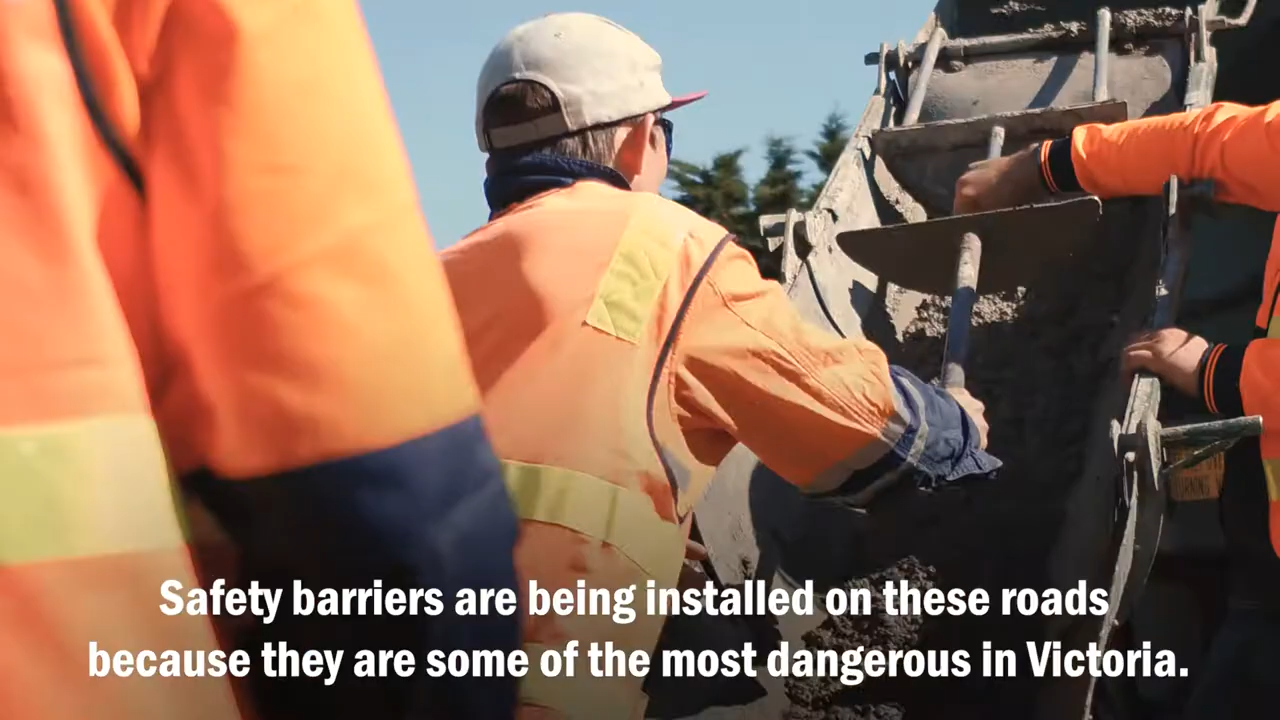 Safety barriers are being installed on these roads
because they are some of the most dangerous in Victoria.